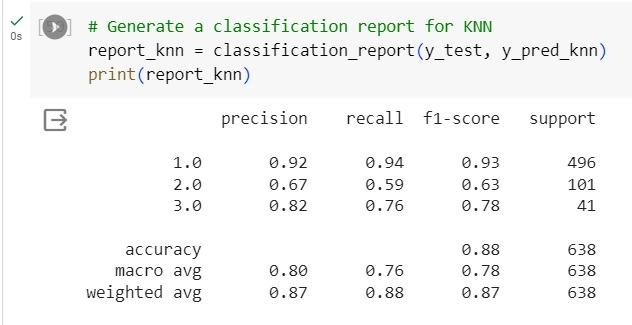 # Generate a classification report for KNN
0s
report_knn = classification_report(y_test, y_pred_knn)
print(report_knn)
precision recall f1-score support
1.0 0.92 0.94 0.93 496
2.0 0.67 0.59 0.63 101
3.0 0.82 0.76 0.78 41
accuracy 0.88 638
macro avg 0.80 0.76 0.78 638
weighted avg 0.87 0.88 0.87 638